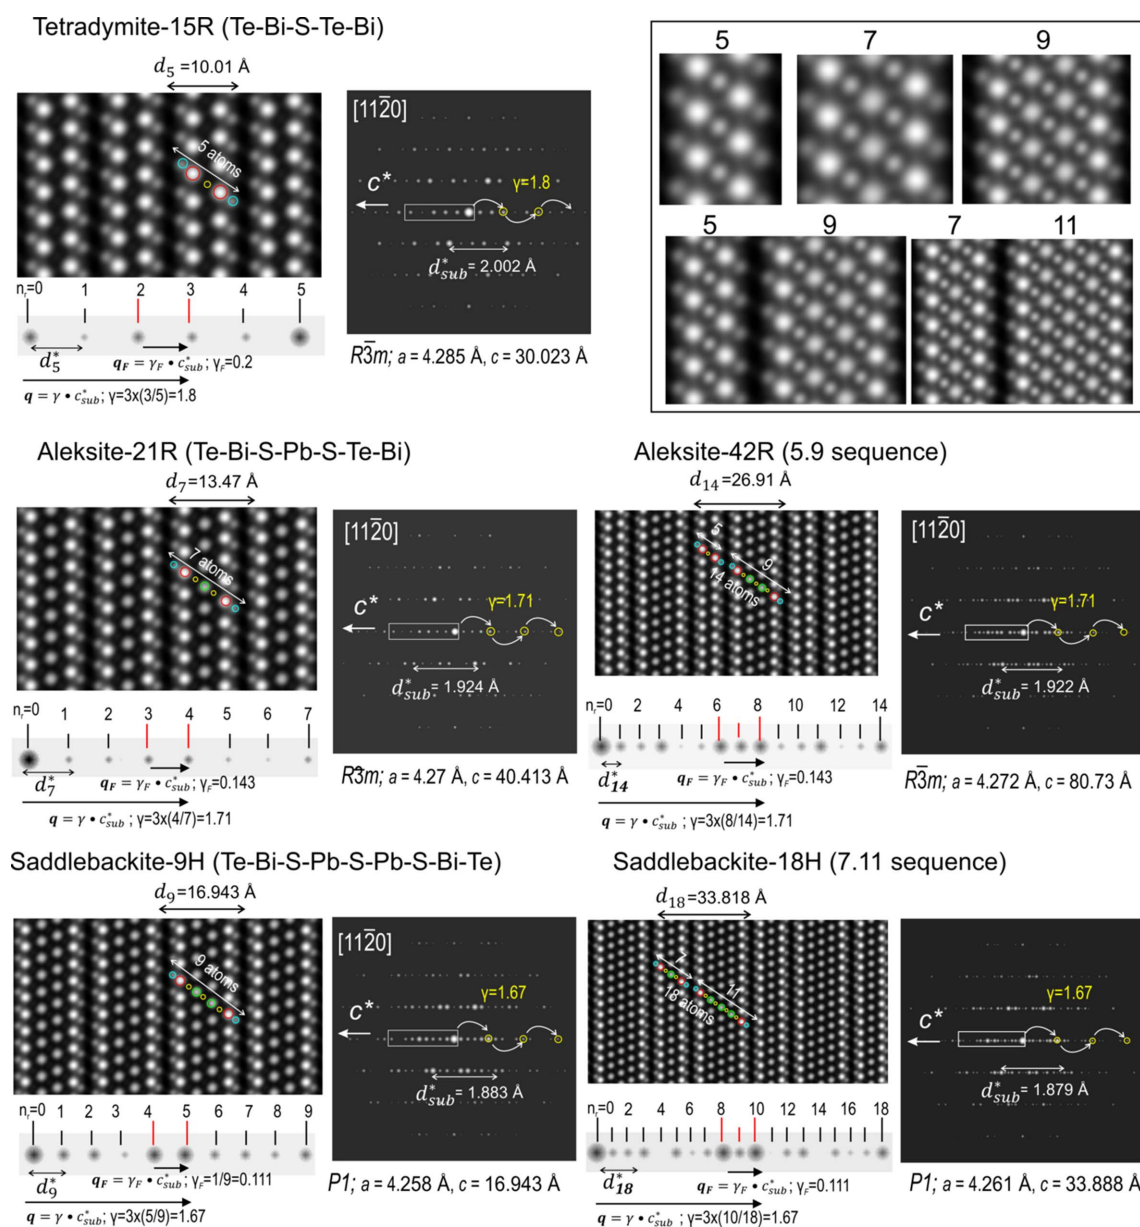 Tetradymite-15R (Te-Bi-S-Te-Bi)
d5 =10.01 Å
5 atoms
[112̅0]
c*
γ=1.8
d*sub = 2.002 Å
nr=0 1 2 3 4 5
d*5
qF = γF • c*sub ; γF=0.2
q = γ • c*sub ; γ=3x(3/5)=1.8
R3̅m; a = 4.285 Å, c = 30.023 Å
5 7 9
5 9 7 11
Aleksite-21R (Te-Bi-S-Pb-S-Te-Bi)
d7=13.47 Å
7 atoms
[112̅0]
c*
γ=1.71
d*sub = 1.924 Å
nr=0 1 2 3 4 5 6 7
d*7
qF = γF • c*sub ; γF=0.143
q = γ • c*sub ; γ=3x(4/7)=1.71
R3̅m; a = 4.27 Å, c = 40.413 Å
Aleksite-42R (5.9 sequence)
d14=26.91 Å
5
9
14 atoms
[112̅0]
c*
γ=1.71
d*sub = 1.922 Å
nr=0 2 4 6 8 10 12 14
d*14
qF = γF • c*sub ; γF=0.143
q = γ • c*sub ; γ=3x(8/14)=1.71
R3̅m; a = 4.272 Å, c = 80.73 Å
Saddlebackite-9H (Te-Bi-S-Pb-S-Pb-S-Bi-Te)
d9=16.943 Å
9 atoms
[112̅0]
c*
γ=1.67
d*sub = 1.883 Å
nr=0 1 2 3 4 5 6 7 8 9
d*9
qF = γF • c*sub ; γF=1/9=0.111
q = γ • c*sub ; γ=3x(5/9)=1.67
P1; a = 4.258 Å, c = 16.943 Å
Saddlebackite-18H (7.11 sequence)
d18=33.818 Å
7
11
18 atoms
c*
γ=1.67
d*sub = 1.879 Å
nr=0 2 4 6 8 10 12 14 16 18
d*18
qF = γF • c*sub ; γF=0.111
q = γ • c*sub ; γ=3x(10/18)=1.67
P1; a = 4.261 Å, c = 33.888 Å